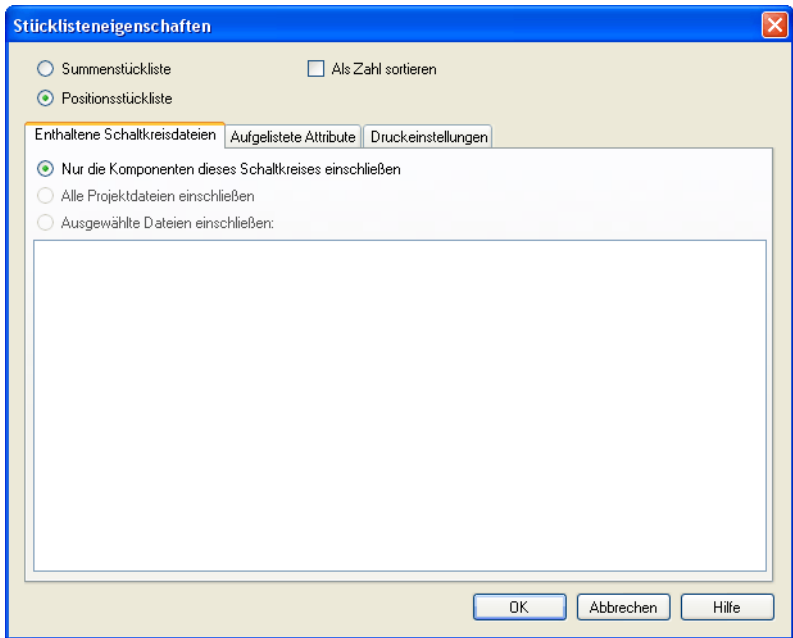 Stücklisteneigenschaften
Summenstückliste
Als Zahl sortieren
Positionsstückliste
Enthaltene Schaltkreisdateien
Aufgelistete Attribute
Druckeinstellungen
Nur die Komponenten dieses Schaltkreises einschließen
Alle Projektdateien einschließen
Ausgewählte Dateien einschließen:
OK
Abbrechen
Hilfe